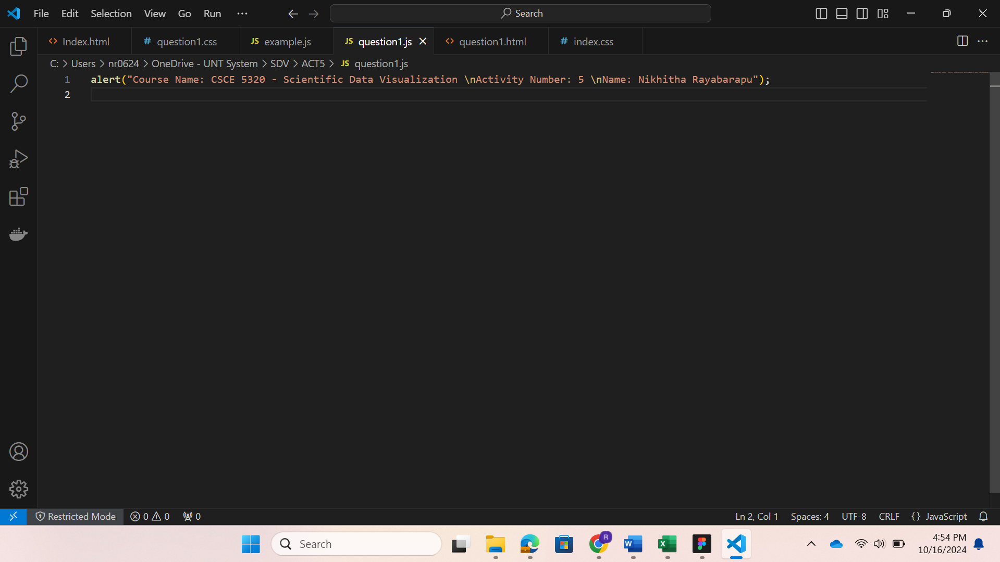 File Edit Selection View Go Run ... Search
Index.html # question1.css JS example.js JS question1.js question1.html # index.css
C: > Users > nr0624 > OneDrive - UNT System > SDV > ACT5 > JS question1.js
1 alert("Course Name: CSCE 5320 - Scientific Data Visualization \nActivity Number: 5 \nName: Nikhitha Rayabarapu");
2
Restricted Mode 0 0 0 Ln 2, Col 1 Spaces: 4 UTF-8 CRLF {} JavaScript
Search R W X 4:54 PM
10/16/2024